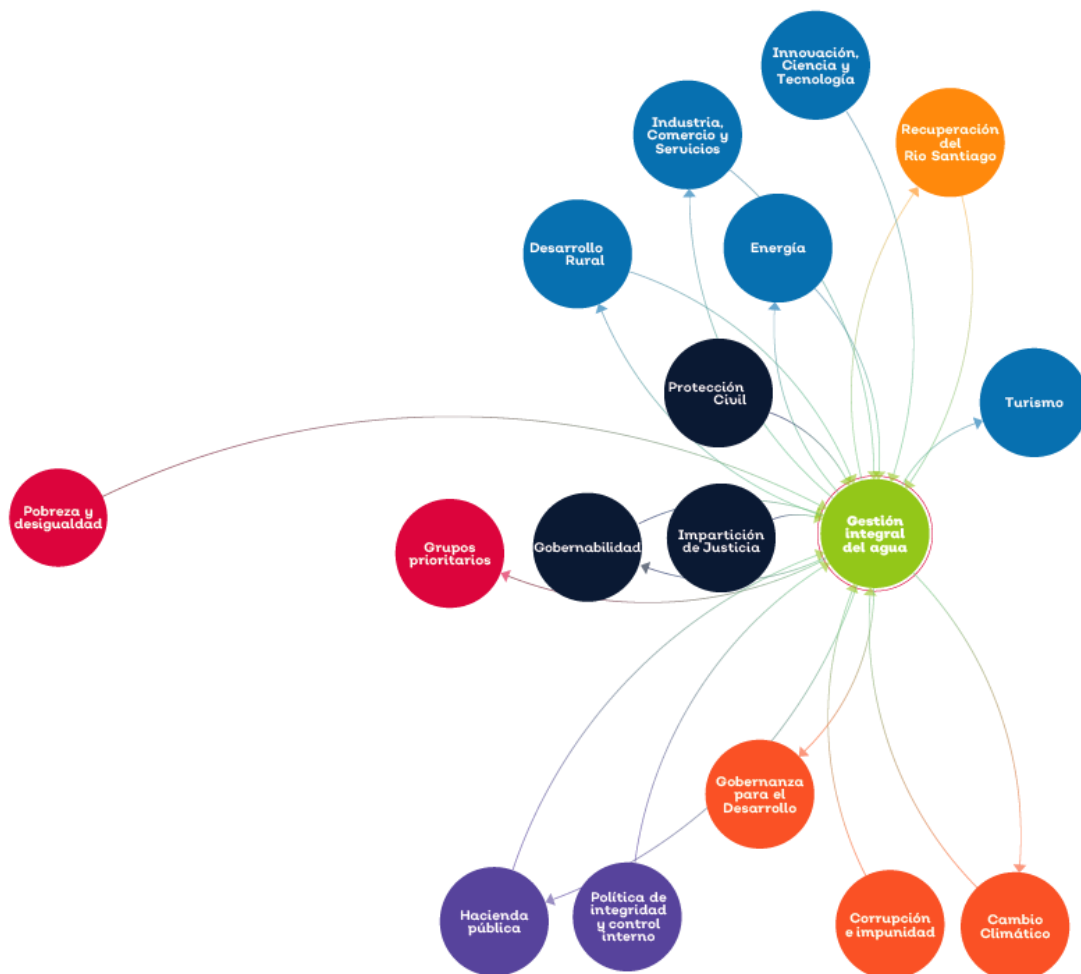 Innovación,
Ciencia y
Tecnología
Industria,
Comercio y
Servicios
Recuperación
del
Rio Santiago
Desarrollo
Rural
Energía
Protección
Civil
Turismo
Pobreza y
desigualdad
Grupos
prioritarios
Gobernabilidad
Impartición
de Justicia
Gestión
integral
del agua
Gobernanza
para el
Desarrollo
Hacienda
pública
Política de
integridad
y control
interno
Corrupción
e impunidad
Cambio
Climático